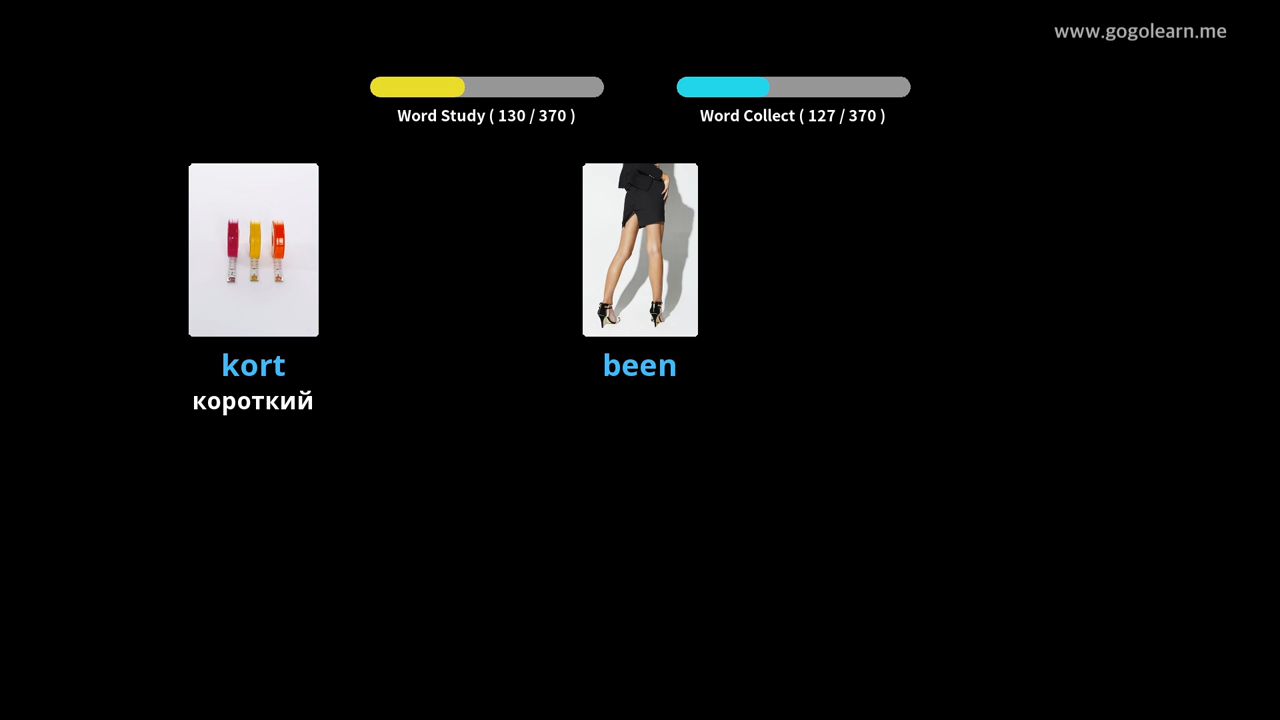 www.gogolearn.me
Word Study ( 130 / 370 )
Word Collect ( 127 / 370 )
kort
короткий
been